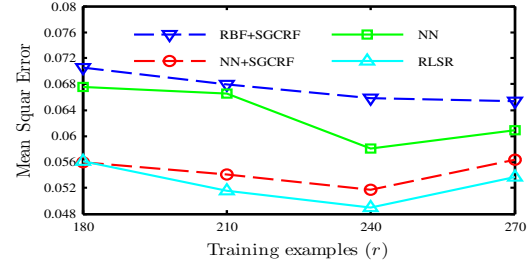 0.08
0.076
0.072
0.068
0.064
0.06
0.056
0.052
0.048
180
210
240
270
Mean Squar Error
Training examples (r)
RBF+SGCRF
NN+SGCRF
NN
RLSR